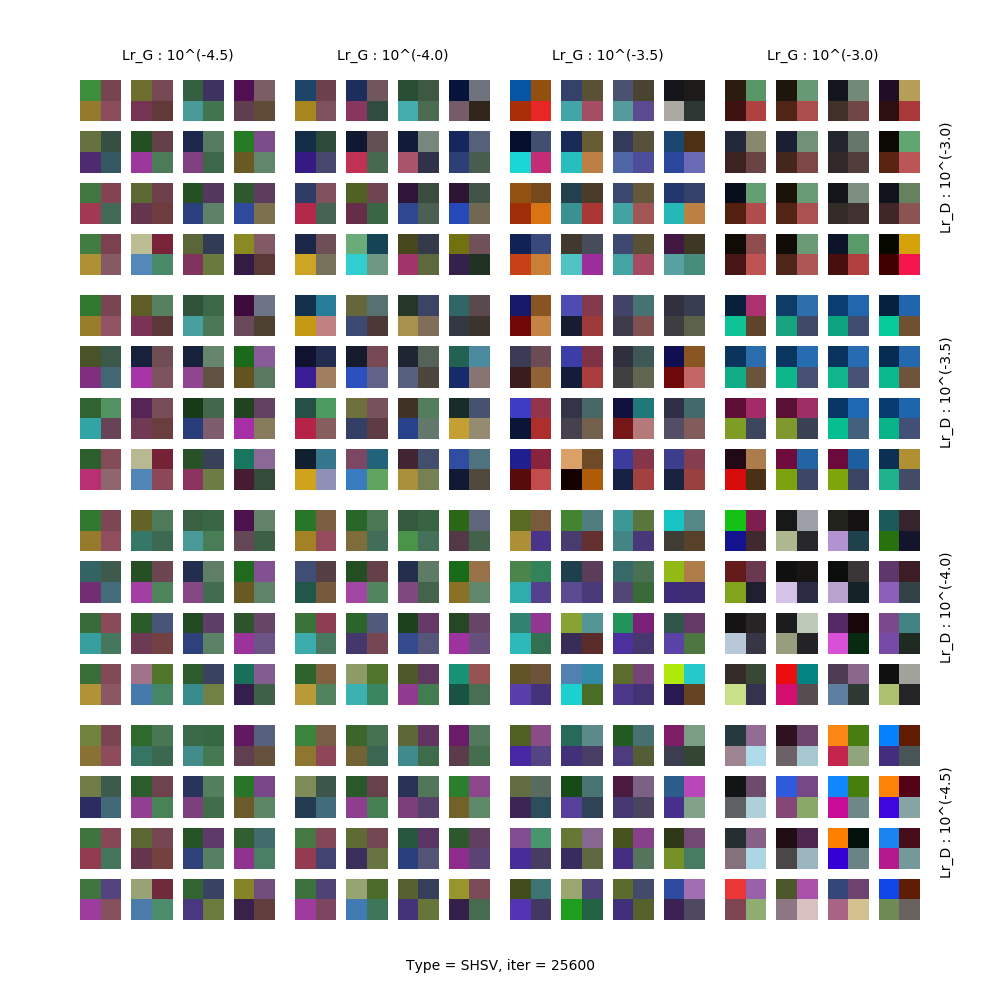 Lr_G : 10^(-4.5)
Lr_G : 10^(-4.0)
Lr_G : 10^(-3.5)
Lr_G : 10^(-3.0)
Lr_D : 10^(-3.0)
Lr_D : 10^(-3.5)
Lr_D : 10^(-4.0)
Lr_D : 10^(-4.5)
Type = SHSV, iter = 25600